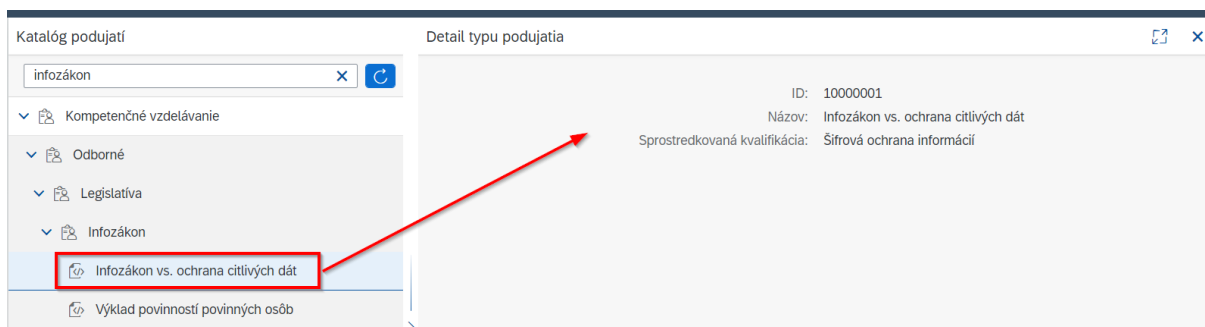 Katalóg podujatí
infozákon
Kompetenčné vzdelávanie
Odborné
Legislatíva
Infozákon
Infozákon vs. ochrana citlivých dát
Výklad povinností povinných osôb
Detail typu podujatia
ID: 10000001
Názov: Infozákon vs. ochrana citlivých dát
Sprostredkovaná kvalifikácia: Šifrová ochrana informácií